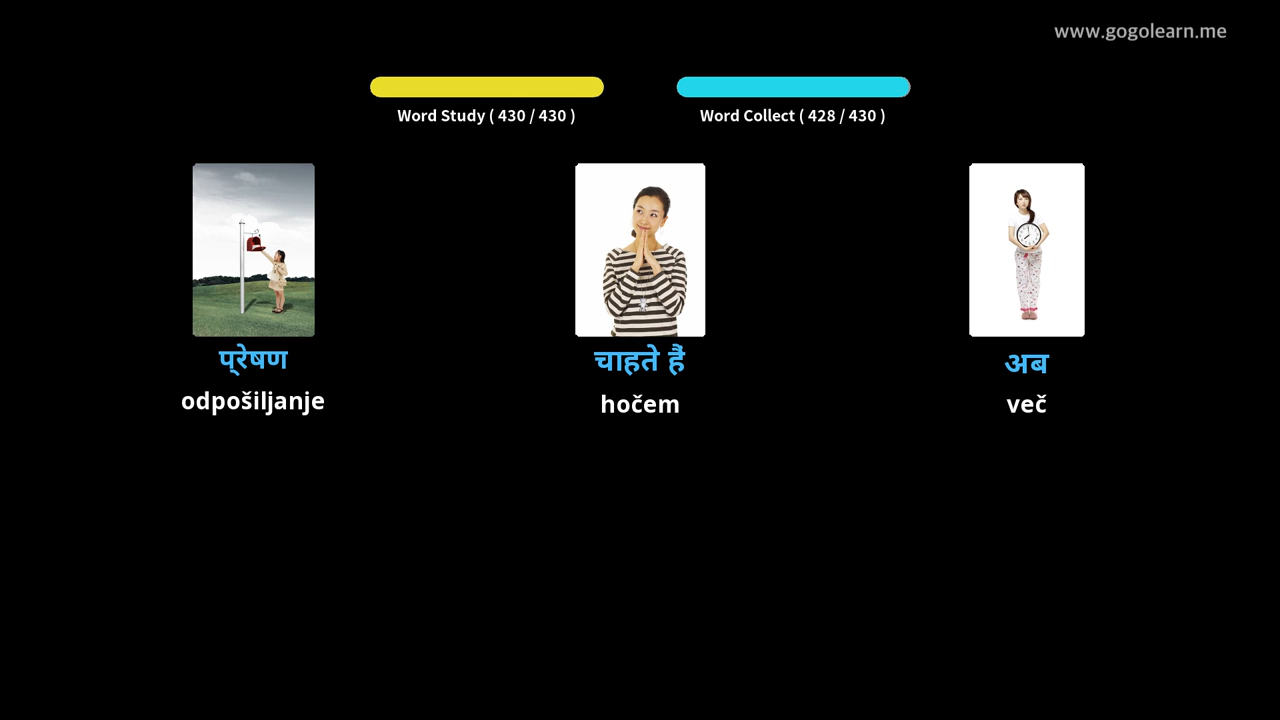 www.gogolearn.me
Word Study ( 430 / 430 )
Word Collect ( 428 / 430 )
प्रेषण
चाहते हैं
अब
odpošiljanje
hočem
več